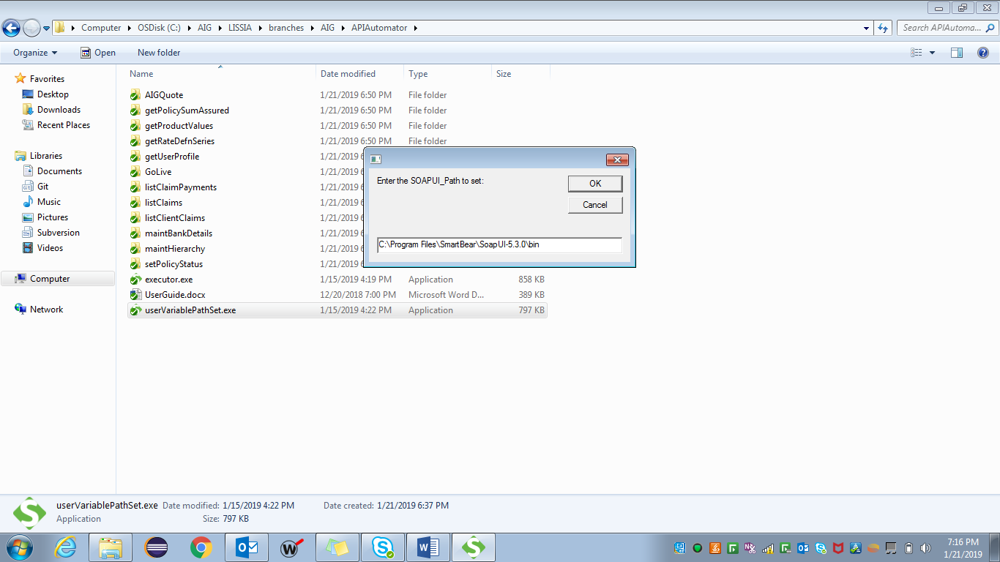 Computer OSDisk (C:) AIG LISSIA branches AIG APIAutomator
Search APIAutoma...
Organize Open New folder
Favorites
Desktop
Downloads
Recent Places
Libraries
Documents
Git
Music
Pictures
Subversion
Videos
Computer
Network
Name Date modified Type Size
AIGQuote 1/21/2019 6:50 PM File folder
getPolicySumAssured 1/21/2019 6:50 PM File folder
getProductValues 1/21/2019 6:50 PM File folder
getRateDefnSeries 1/21/2019 6:50 PM File folder
getUserProfile 1/21/2019 6
GoLive 1/21/2019 6
listClaimPayments 1/21/2019 6
listClaims 1/21/2019 6
listClientClaims 1/21/2019 6
maintBankDetails 1/21/2019 6
maintHierarchy 1/21/2019 6
setPolicyStatus 1/21/2019 6
executor.exe 1/15/2019 4:19 PM Application 858 KB
UserGuide.docx 12/20/2018 7:00 PM Microsoft Word D... 389 KB
userVariablePathSet.exe 1/15/2019 4:22 PM Application 797 KB
Enter the SOAPUI_Path to set:
OK
Cancel
C:\Program Files\SmartBear\SoapUI-5.3.0\bin
userVariablePathSet.exe Date modified: 1/15/2019 4:22 PM Date created: 1/21/2019 6:37 PM
Application Size: 797 KB
7:16 PM
1/21/2019